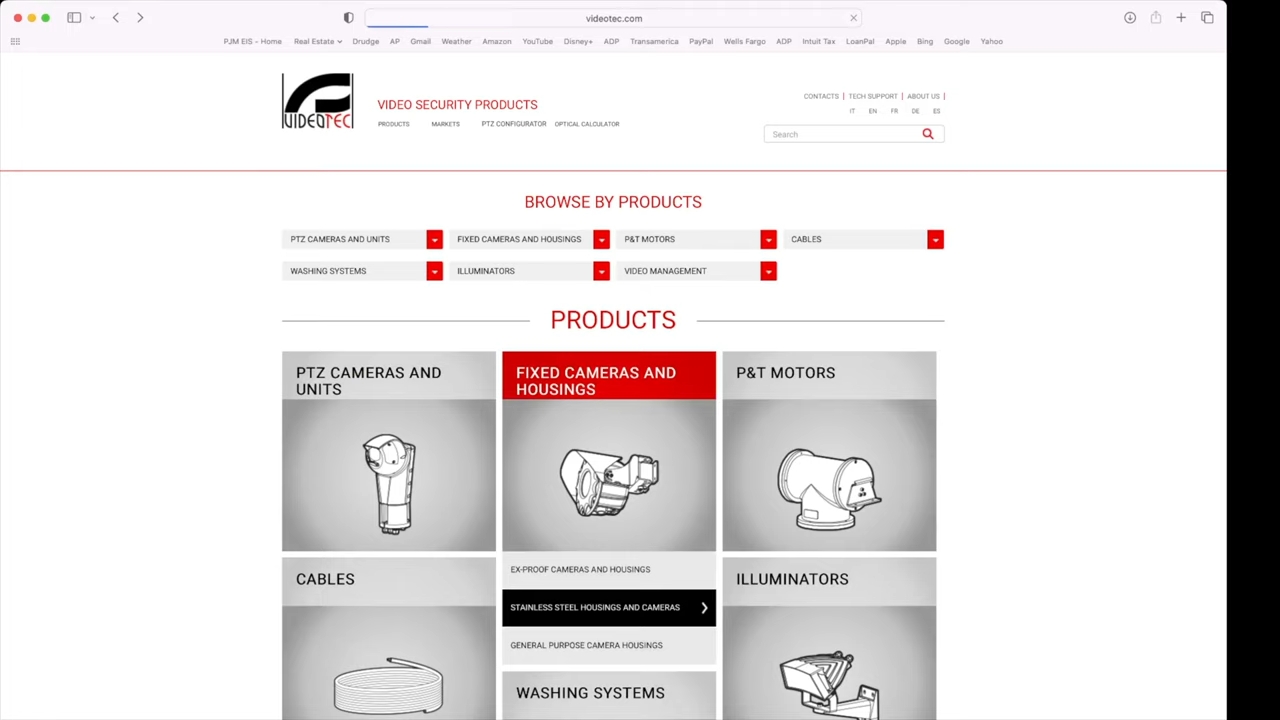 videotec.com
PJM EIS - Home Real Estate Drudge AP Gmail Weather Amazon YouTube Disney+ ADP Transamerica PayPal Wells Fargo ADP Intuit Tax LoanPal Apple Bing Google Yahoo
VIDEOTEC
VIDEO SECURITY PRODUCTS
CONTACTS | TECH SUPPORT | ABOUT US |
IT EN FR DE ES
PRODUCTS MARKETS PTZ CONFIGURATOR OPTICAL CALCULATOR
Search
BROWSE BY PRODUCTS
PTZ CAMERAS AND UNITS FIXED CAMERAS AND HOUSINGS P&T MOTORS CABLES
WASHING SYSTEMS ILLUMINATORS VIDEO MANAGEMENT
PRODUCTS
PTZ CAMERAS AND
UNITS
FIXED CAMERAS AND
HOUSINGS
P&T MOTORS
EX-PROOF CAMERAS AND HOUSINGS
STAINLESS STEEL HOUSINGS AND CAMERAS
GENERAL PURPOSE CAMERA HOUSINGS
CABLES
ILLUMINATORS
WASHING SYSTEMS